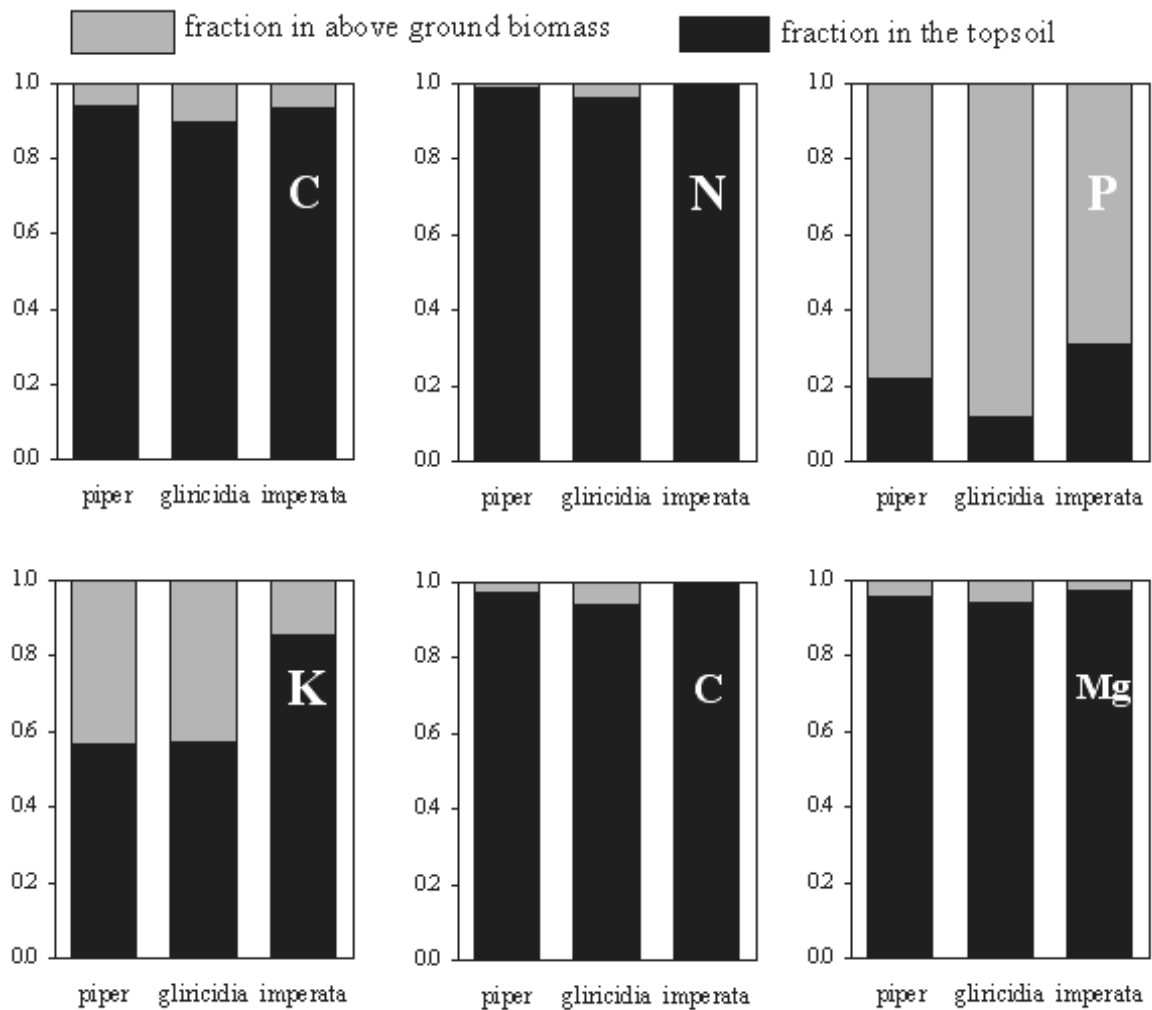 fraction in above ground biomass fraction in the topsoil
1.0 1.0 1.0
0.8 0.8 0.8
C N P
0.6 0.6 0.6
0.4 0.4 0.4
0.2 0.2 0.2
0.0 0.0 0.0
piper gliricidia imperata piper gliricidia imperata piper gliricidia imperata
1.0 1.0 1.0
0.8 0.8 0.8
K C Mg
0.6 0.6 0.6
0.4 0.4 0.4
0.2 0.2 0.2
0.0 0.0 0.0
piper gliricidia imperata piper gliricidia imperata piper gliricidia imperata